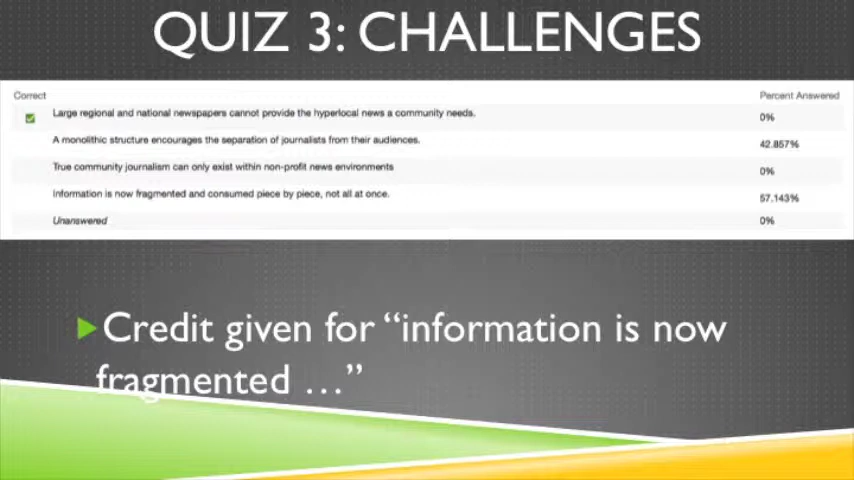 QUIZ 3: CHALLENGES
Correct Percent Answered
Large regional and national newspapers cannot provide the hyperlocal news a community needs. 0%
A monolithic structure encourages the separation of journalists from their audiences. 42.857%
True community journalism can only exist within non-profit news environments 0%
Information is now fragmented and consumed piece by piece, not all at once. 57.143%
Unanswered 0%
Credit given for “information is now
fragmented …”